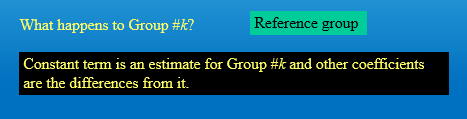 What happens to Group #k?
Reference group
Constant term is an estimate for Group #k and other coefficients
are the differences from it.